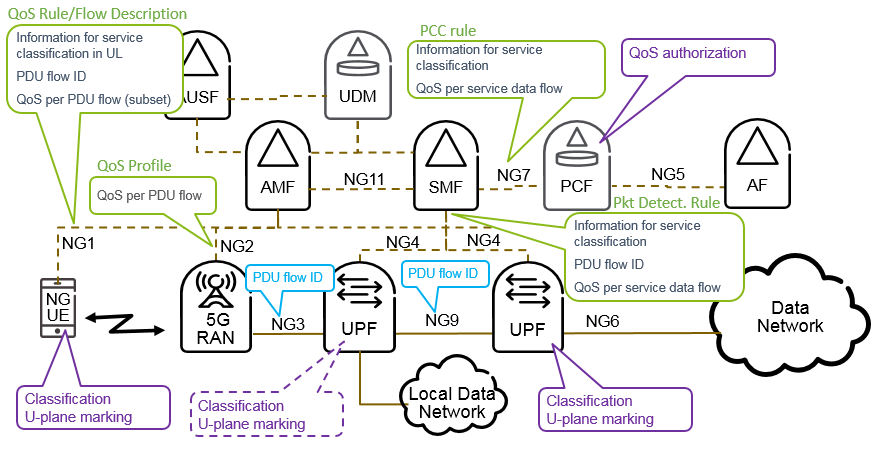 QoS Rule/Flow Description
Information for service
classification in UL
PDU flow ID
QoS per PDU flow (subset)
AUSF
UDM
PCC rule
Information for service
classification
QoS per service data flow
QoS authorization
QoS Profile
QoS per PDU flow
AMF
NG11
SMF
NG7
PCF
NG5
AF
Pkt Detect. Rule
Information for service
classification
PDU flow ID
QoS per service data flow
NG1
NG2
NG4
NG4
NG
UE
5G
RAN
PDU flow ID
NG3
UPF
PDU flow ID
NG9
UPF
NG6
Data
Network
Local Data
Network
Classification
U-plane marking
Classification
U-plane marking
Classification
U-plane marking